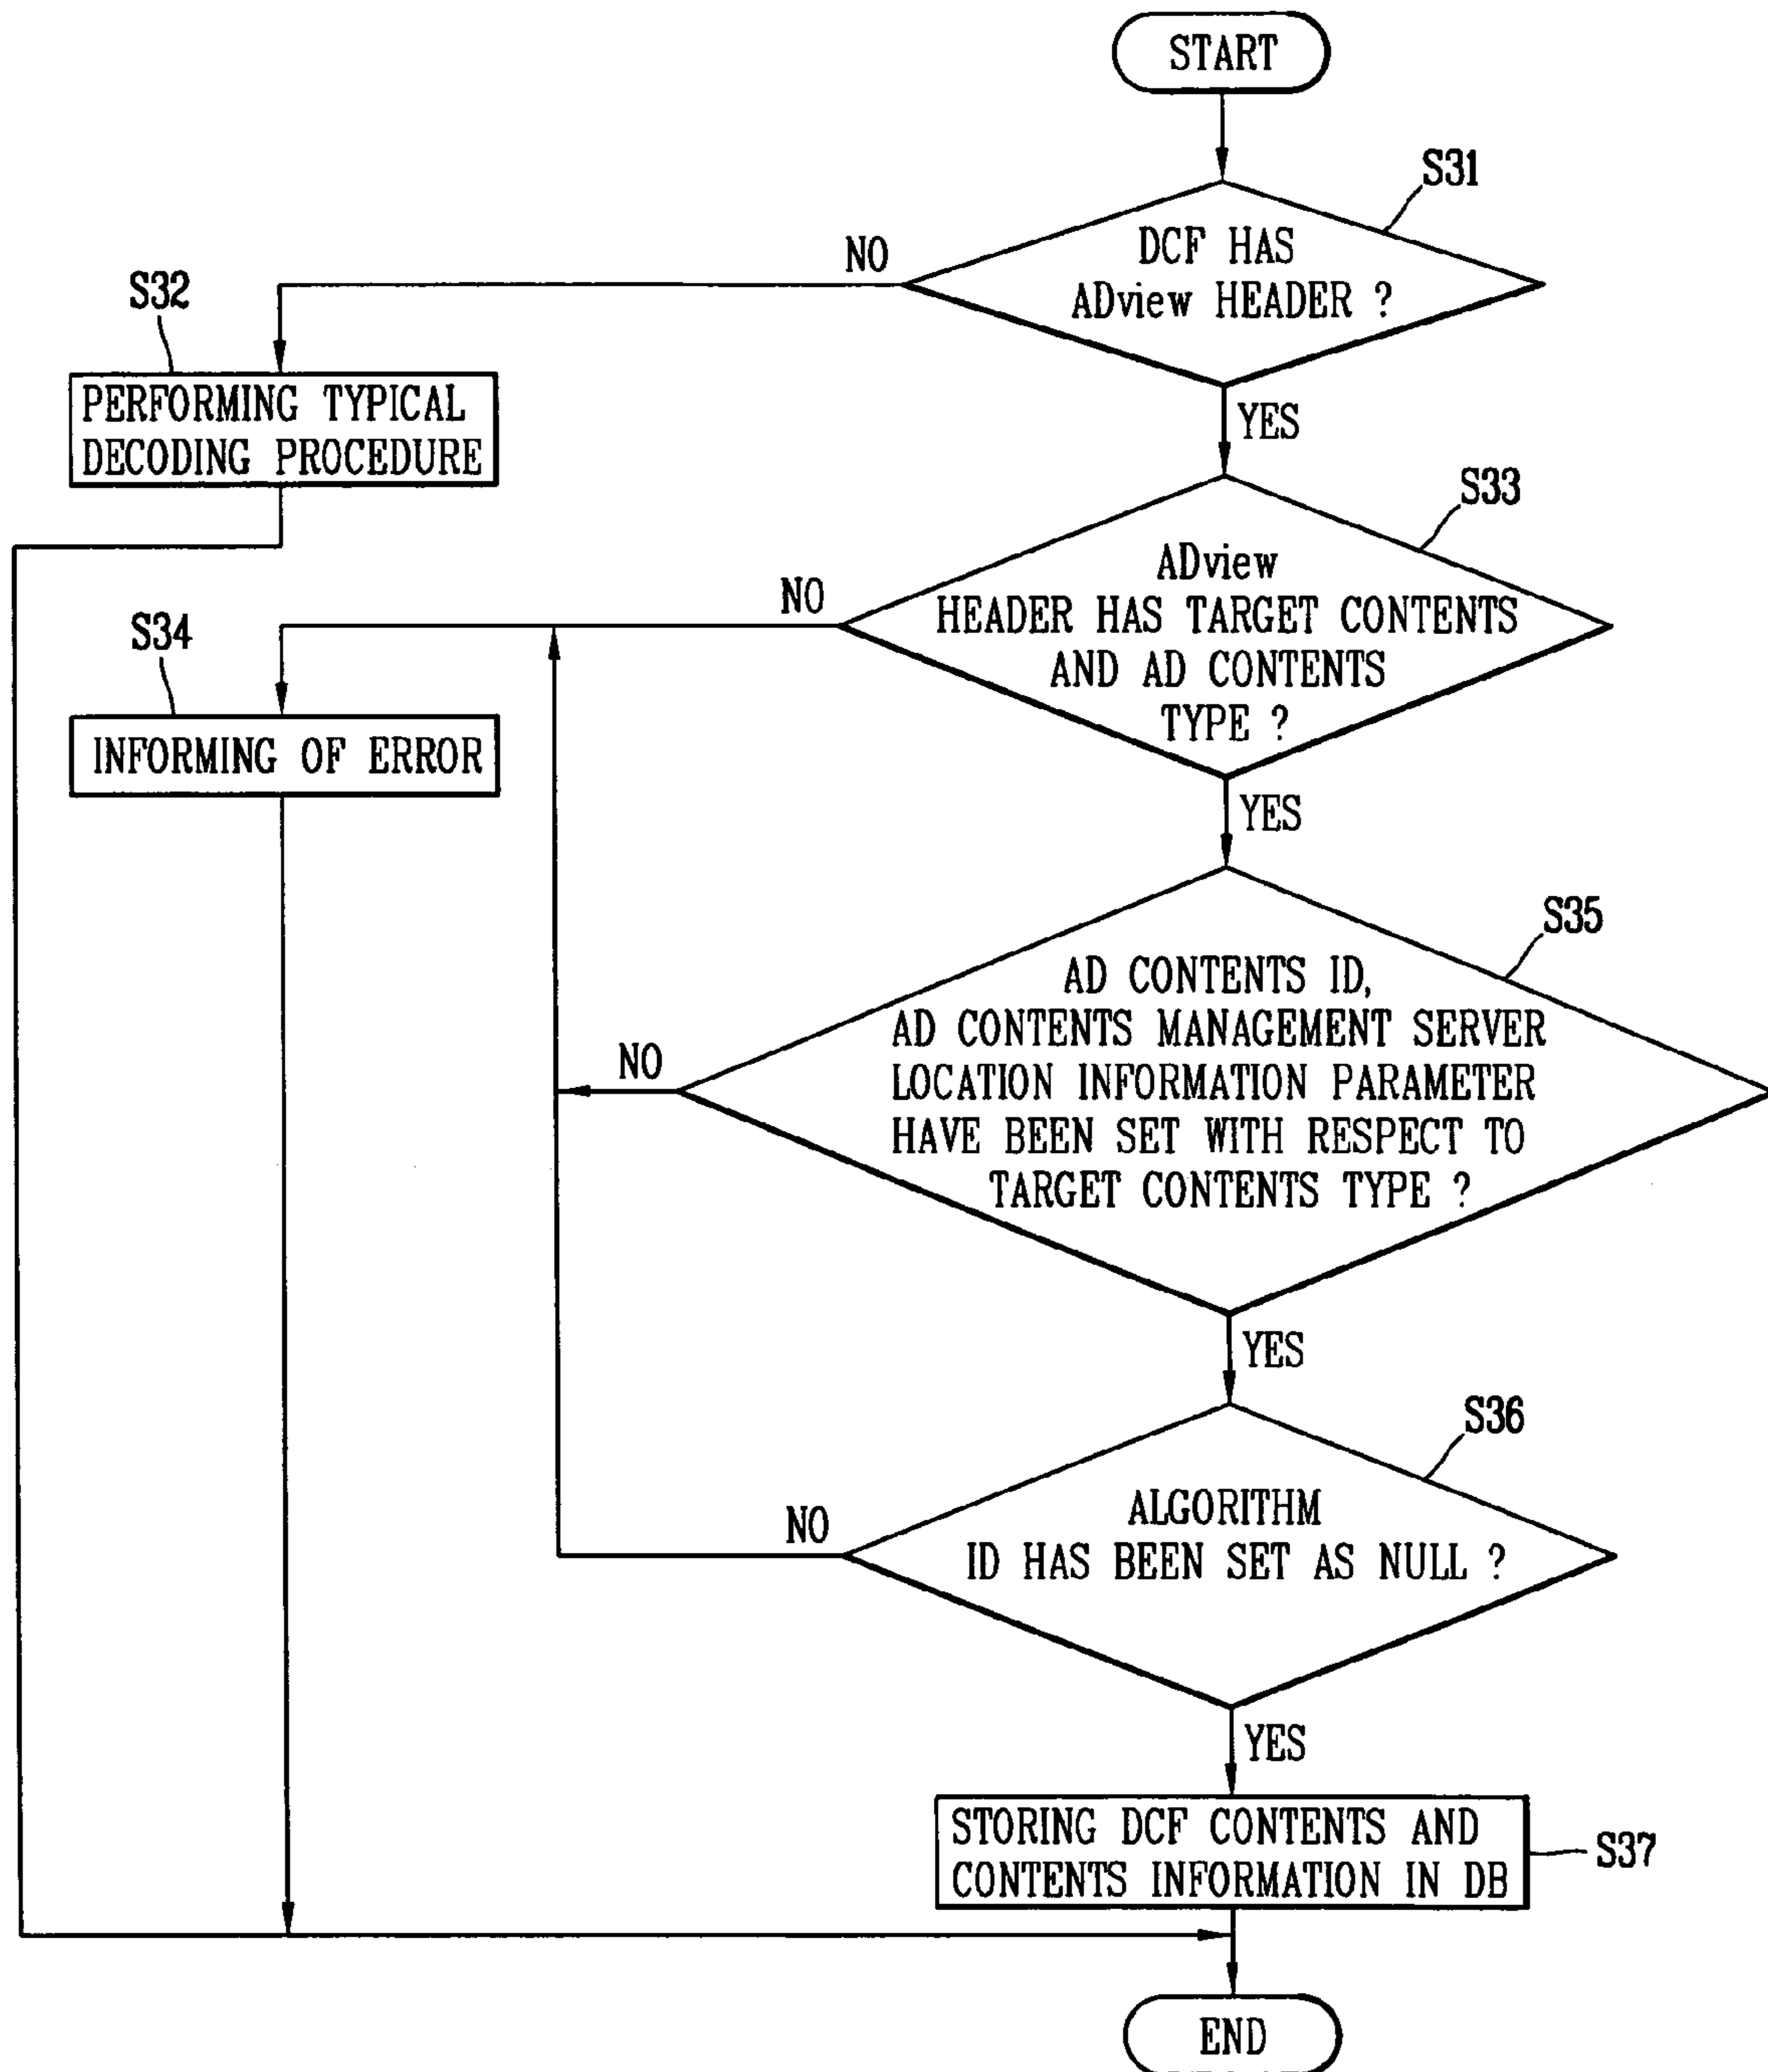 START
S31
DCF HAS
ADview HEADER ?
NO
YES
S32
PERFORMING TYPICAL
DECODING PROCEDURE
S33
ADview
HEADER HAS TARGET CONTENTS
AND AD CONTENTS
TYPE ?
NO
YES
S34
INFORMING OF ERROR
S35
AD CONTENTS ID,
AD CONTENTS MANAGEMENT SERVER
LOCATION INFORMATION PARAMETER
HAVE BEEN SET WITH RESPECT TO
TARGET CONTENTS TYPE ?
NO
YES
S36
ALGORITHM
ID HAS BEEN SET AS NULL ?
NO
YES
STORING DCF CONTENTS AND
CONTENTS INFORMATION IN DB
S37
END